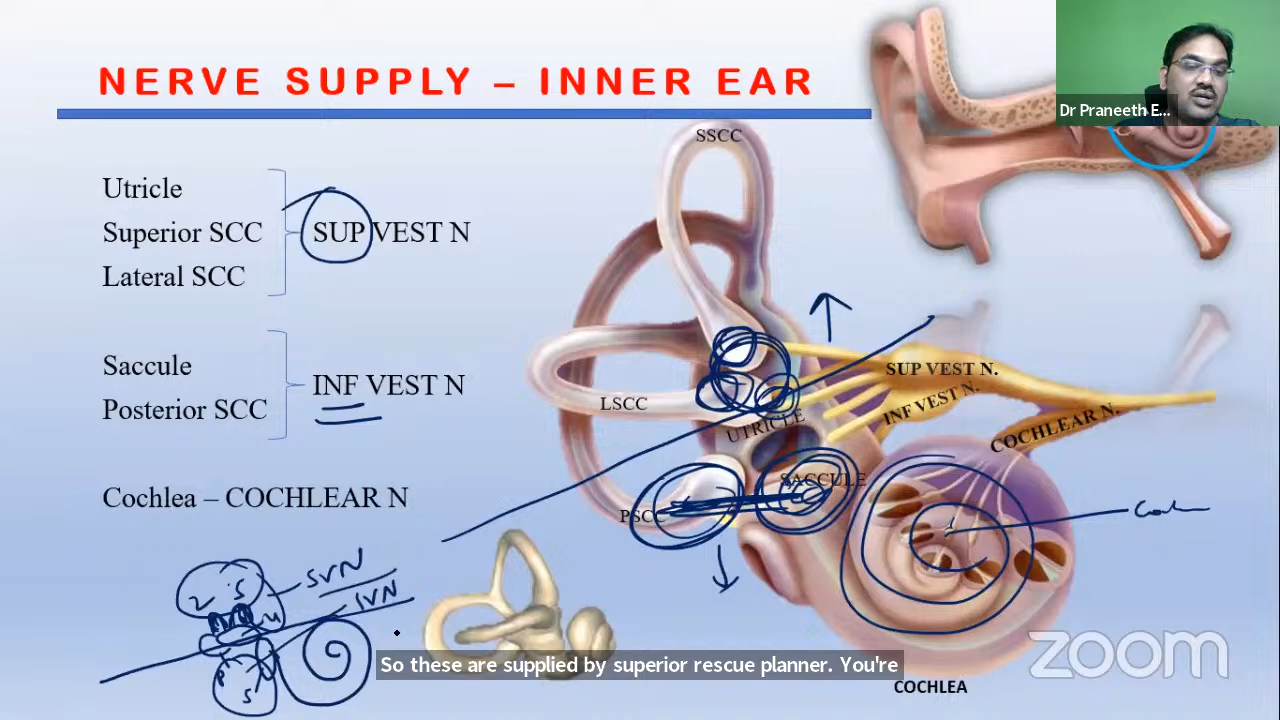 NERVE SUPPLY – INNER EAR
Dr Praneeth E...
SSCC
Utricle
Superior SCC
Lateral SCC
SUP VEST N
Saccule
Posterior SCC
INF VEST N
Cochlea – COCHLEAR N
LSCC
UTRICLE
SUP VEST N.
INF VEST N.
COCHLEAR N.
SACCULE
PSCC
SVN
IVN
L S
P
S
zoom
So these are supplied by superior rescue planner. You're
COCHLEA